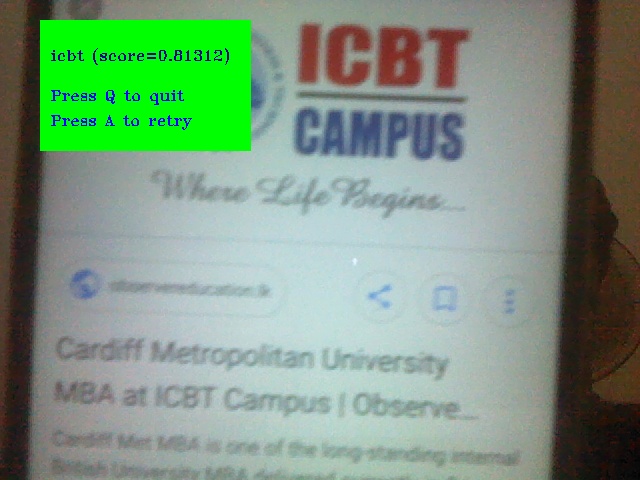 icbt (score=0.81312)
Press Q to quit
Press A to retry
ICBT
CAMPUS
Where Life Begins...
observereducation.lk
Cardiff Metropolitan University
MBA at ICBT Campus | Observe...
Cardiff Met MBA is one of the long-standing internal
British University MBA delivered